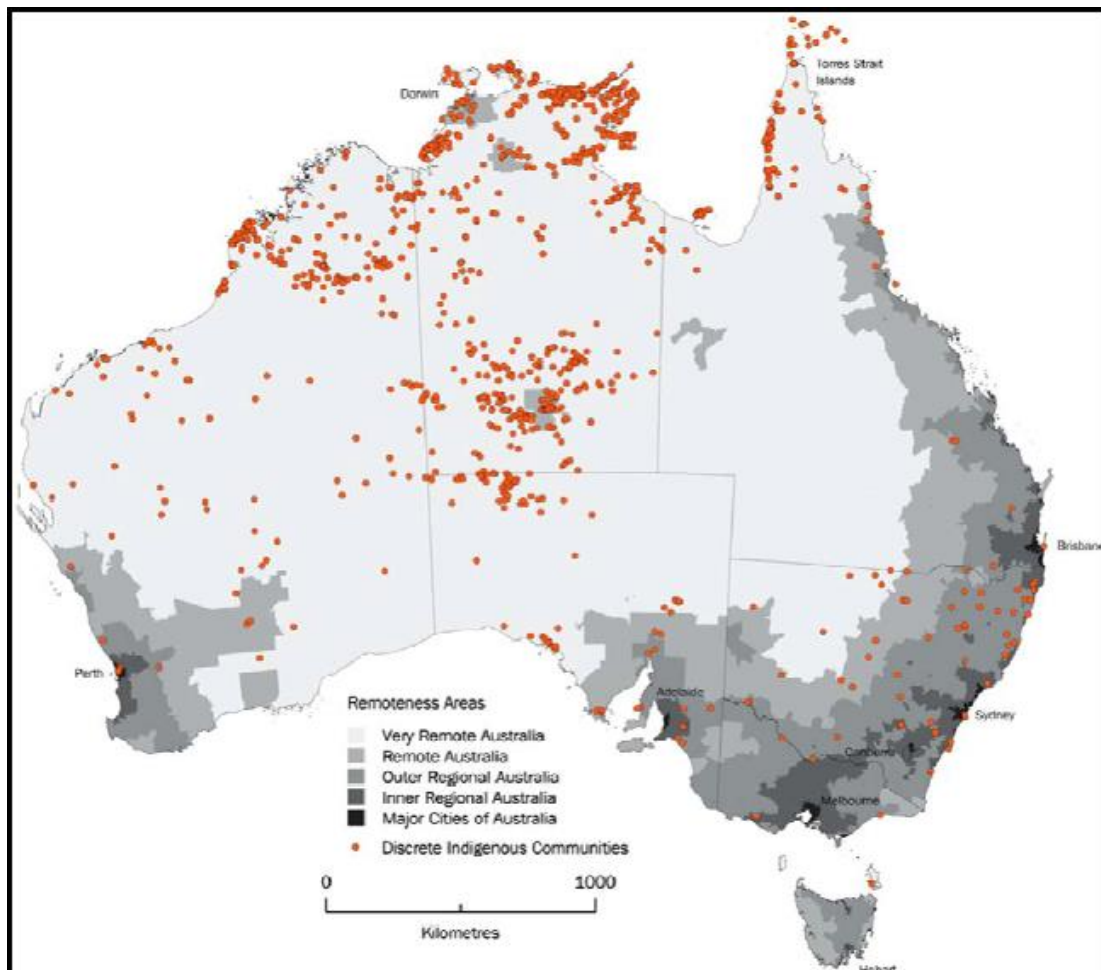 Torres Strait
Islands
Darwin
Brisbane
Perth
Adelaide
Sydney
Canberra
Melbourne
Remoteness Areas
Very Remote Australia
Remote Australia
Outer Regional Australia
Inner Regional Australia
Major Cities of Australia
Discrete Indigenous Communities
0 1000
Kilometres
Hobart